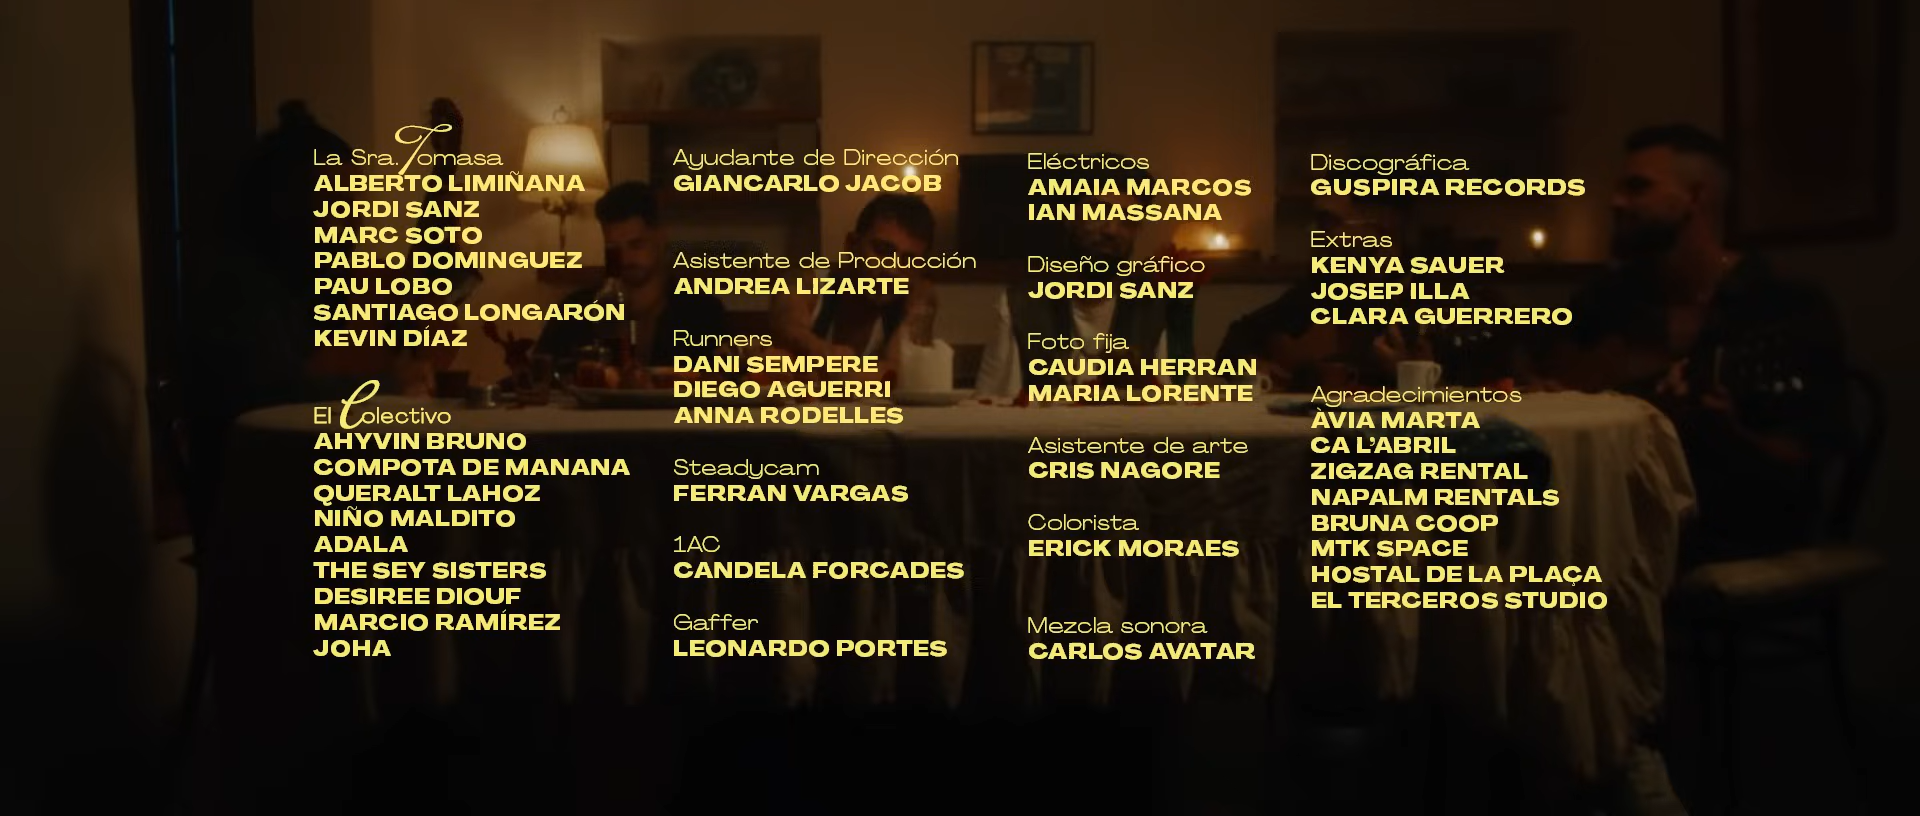 La Sra. Tomasa
ALBERTO LIMIÑANA
JORDI SANZ
MARC SOTO
PABLO DOMINGUEZ
PAU LOBO
SANTIAGO LONGARÓN
KEVIN DÍAZ
El Colectivo
AHYVIN BRUNO
COMPOTA DE MANANA
QUERALT LAHOZ
NIÑO MALDITO
ADALA
THE SEY SISTERS
DESIREE DIOUF
MARCIO RAMÍREZ
JOHA
Ayudante de Dirección
GIANCARLO JACOB
Asistente de Producción
ANDREA LIZARTE
Runners
DANI SEMPERE
DIEGO AGUERRI
ANNA RODELLES
Steadycam
FERRAN VARGAS
1AC
CANDELA FORCADES
Gaffer
LEONARDO PORTES
Eléctricos
AMAIA MARCOS
IAN MASSANA
Diseño gráfico
JORDI SANZ
Foto fija
CAUDIA HERRAN
MARIA LORENTE
Asistente de arte
CRIS NAGORE
Colorista
ERICK MORAES
Mezcla sonora
CARLOS AVATAR
Discográfica
GUSPIRA RECORDS
Extras
KENYA SAUER
JOSEP ILLA
CLARA GUERRERO
Agradecimientos
ÀVIA MARTA
CA L'ABRIL
ZIGZAG RENTAL
NAPALM RENTALS
BRUNA COOP
MTK SPACE
HOSTAL DE LA PLAÇA
EL TERCEROS STUDIO